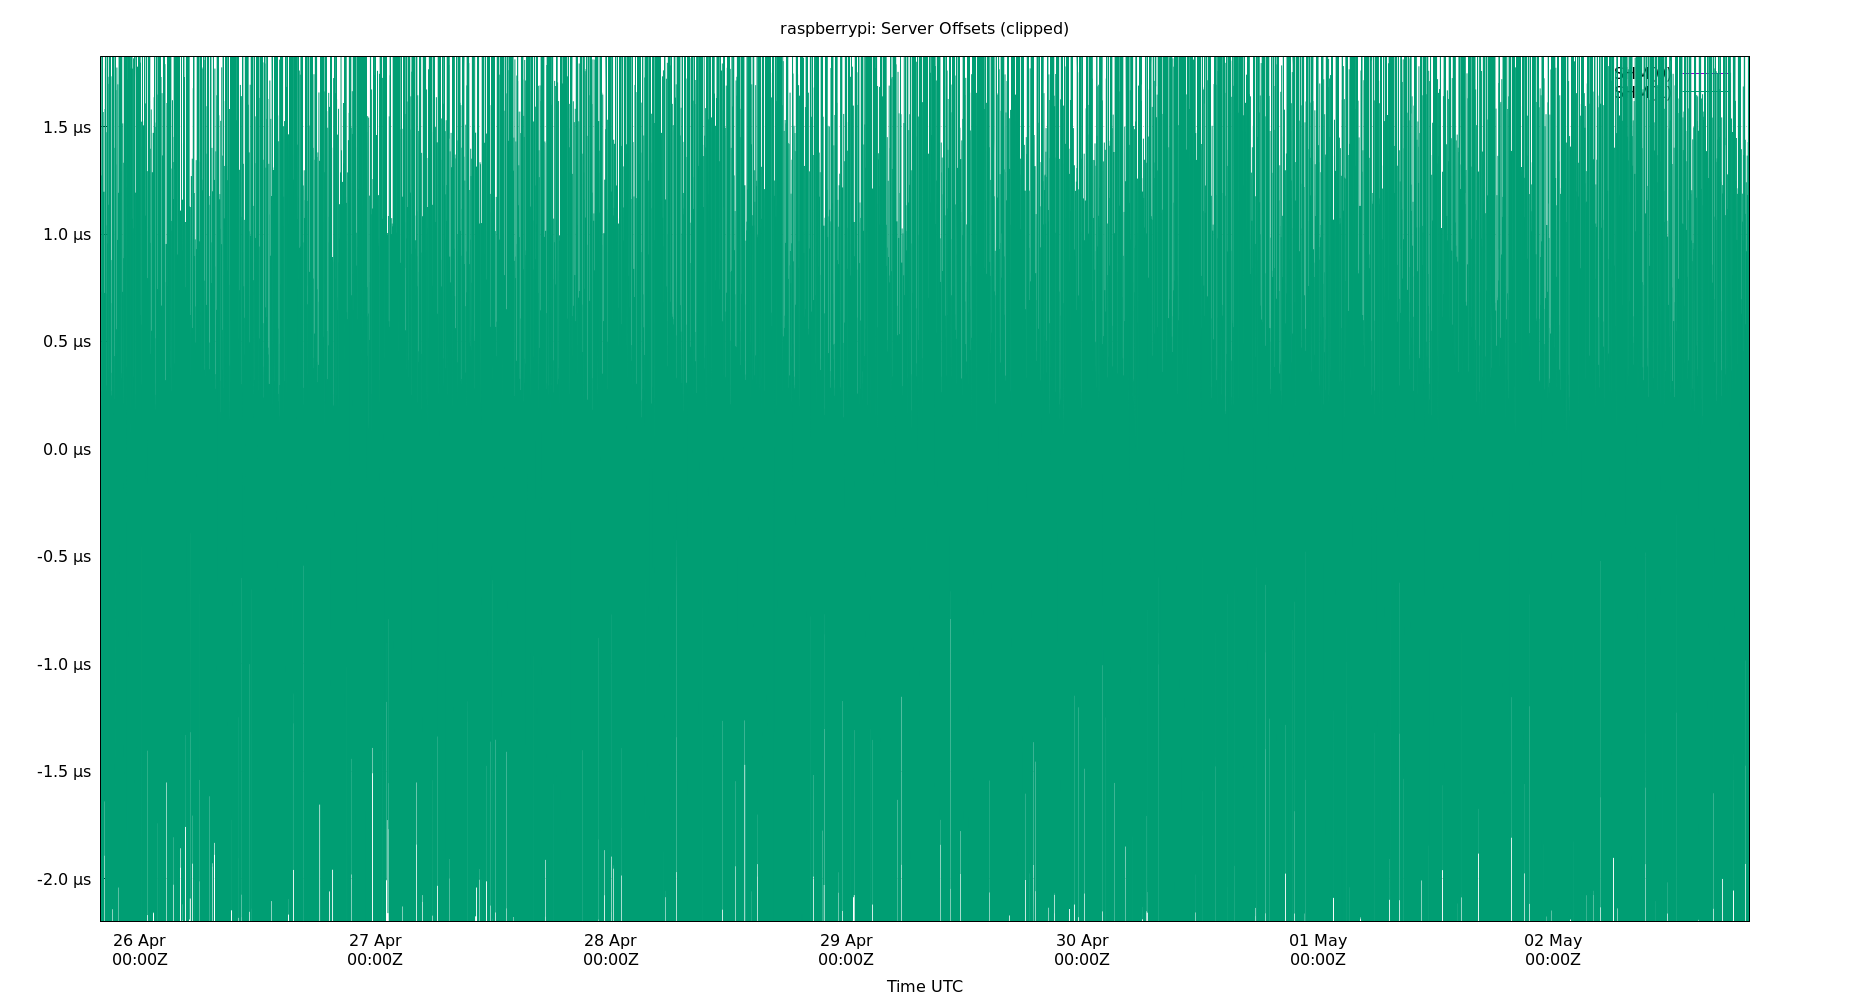 raspberrypi: Server Offsets (clipped)
1.5 µs
1.0 µs
0.5 µs
0.0 µs
-0.5 µs
-1.0 µs
-1.5 µs
-2.0 µs
26 Apr 27 Apr 28 Apr 29 Apr 30 Apr 01 May 02 May
00:00Z 00:00Z 00:00Z 00:00Z 00:00Z 00:00Z 00:00Z
Time UTC